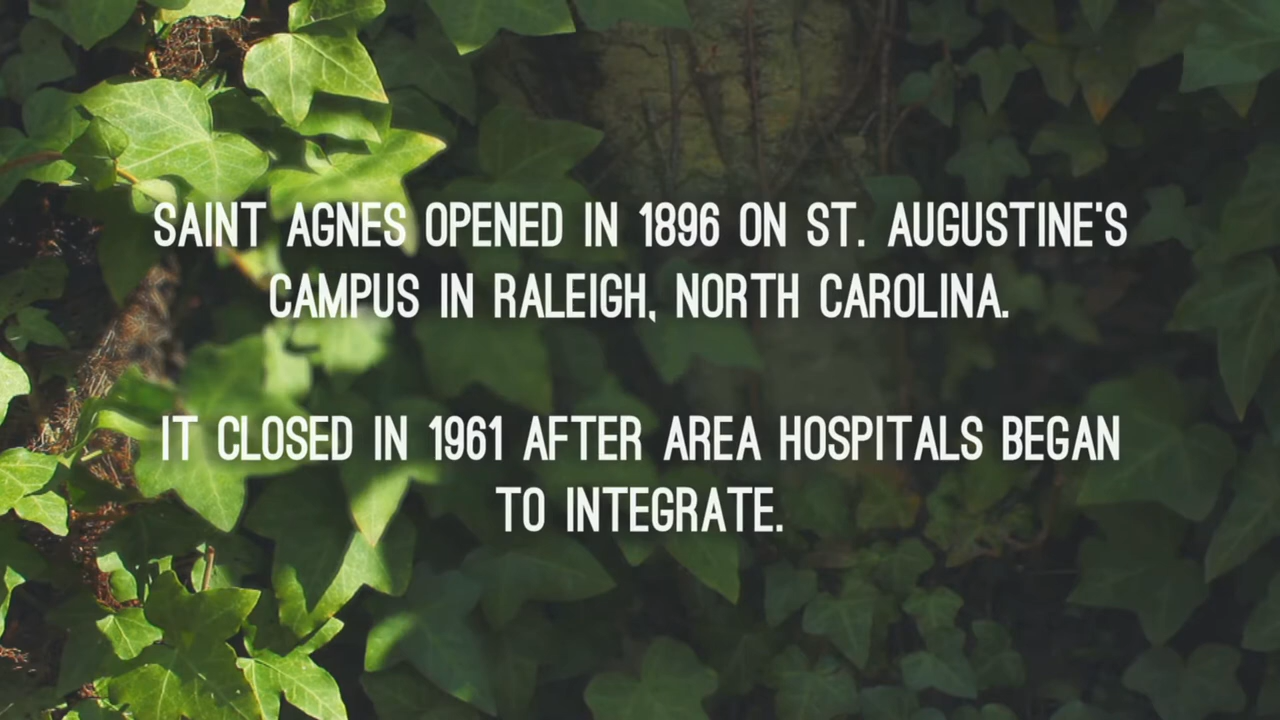 SAINT AGNES OPENED IN 1896 ON ST. AUGUSTINE'S
CAMPUS IN RALEIGH, NORTH CAROLINA.
IT CLOSED IN 1961 AFTER AREA HOSPITALS BEGAN
TO INTEGRATE.